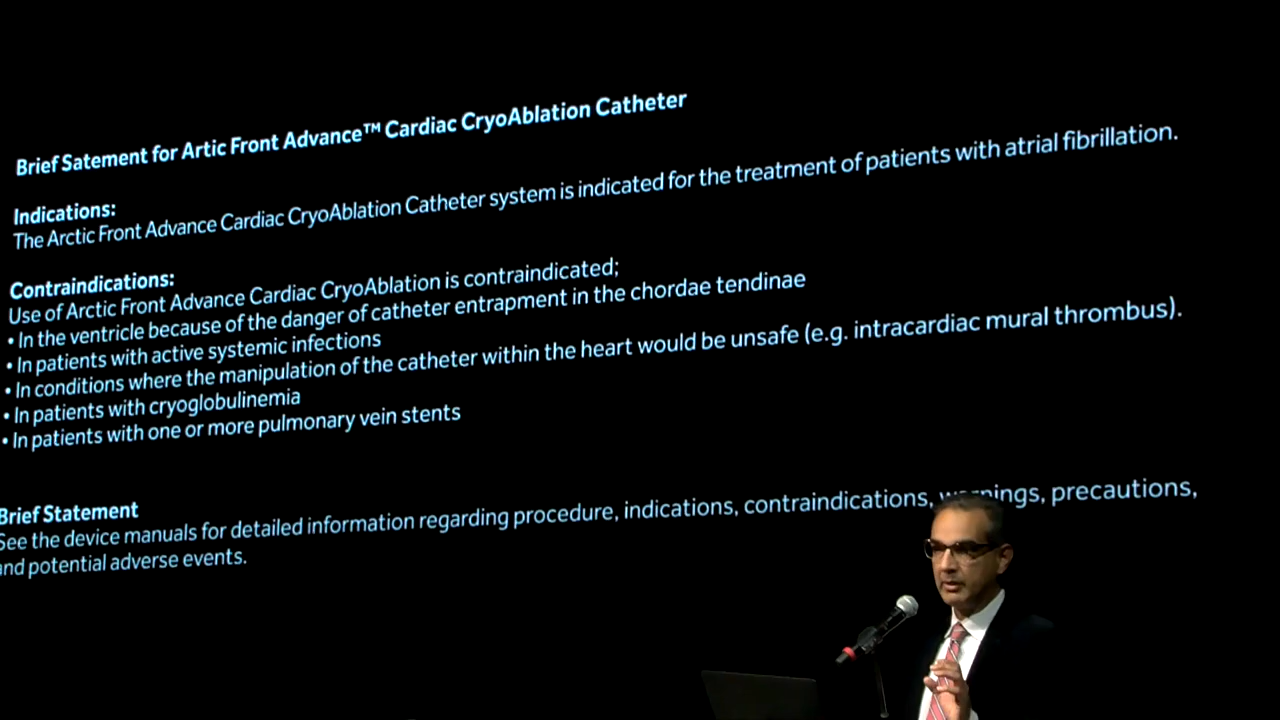 Brief Satement for Artic Front Advance™ Cardiac CryoAblation Catheter
Indications:
The Arctic Front Advance Cardiac CryoAblation Catheter system is indicated for the treatment of patients with atrial fibrillation.
Contraindications:
Use of Arctic Front Advance Cardiac CryoAblation is contraindicated;
• In the ventricle because of the danger of catheter entrapment in the chordae tendinae
• In patients with active systemic infections
• In conditions where the manipulation of the catheter within the heart would be unsafe (e.g. intracardiac mural thrombus).
• In patients with cryoglobulinemia
• In patients with one or more pulmonary vein stents
Brief Statement
See the device manuals for detailed information regarding procedure, indications, contraindications, warnings, precautions,
and potential adverse events.